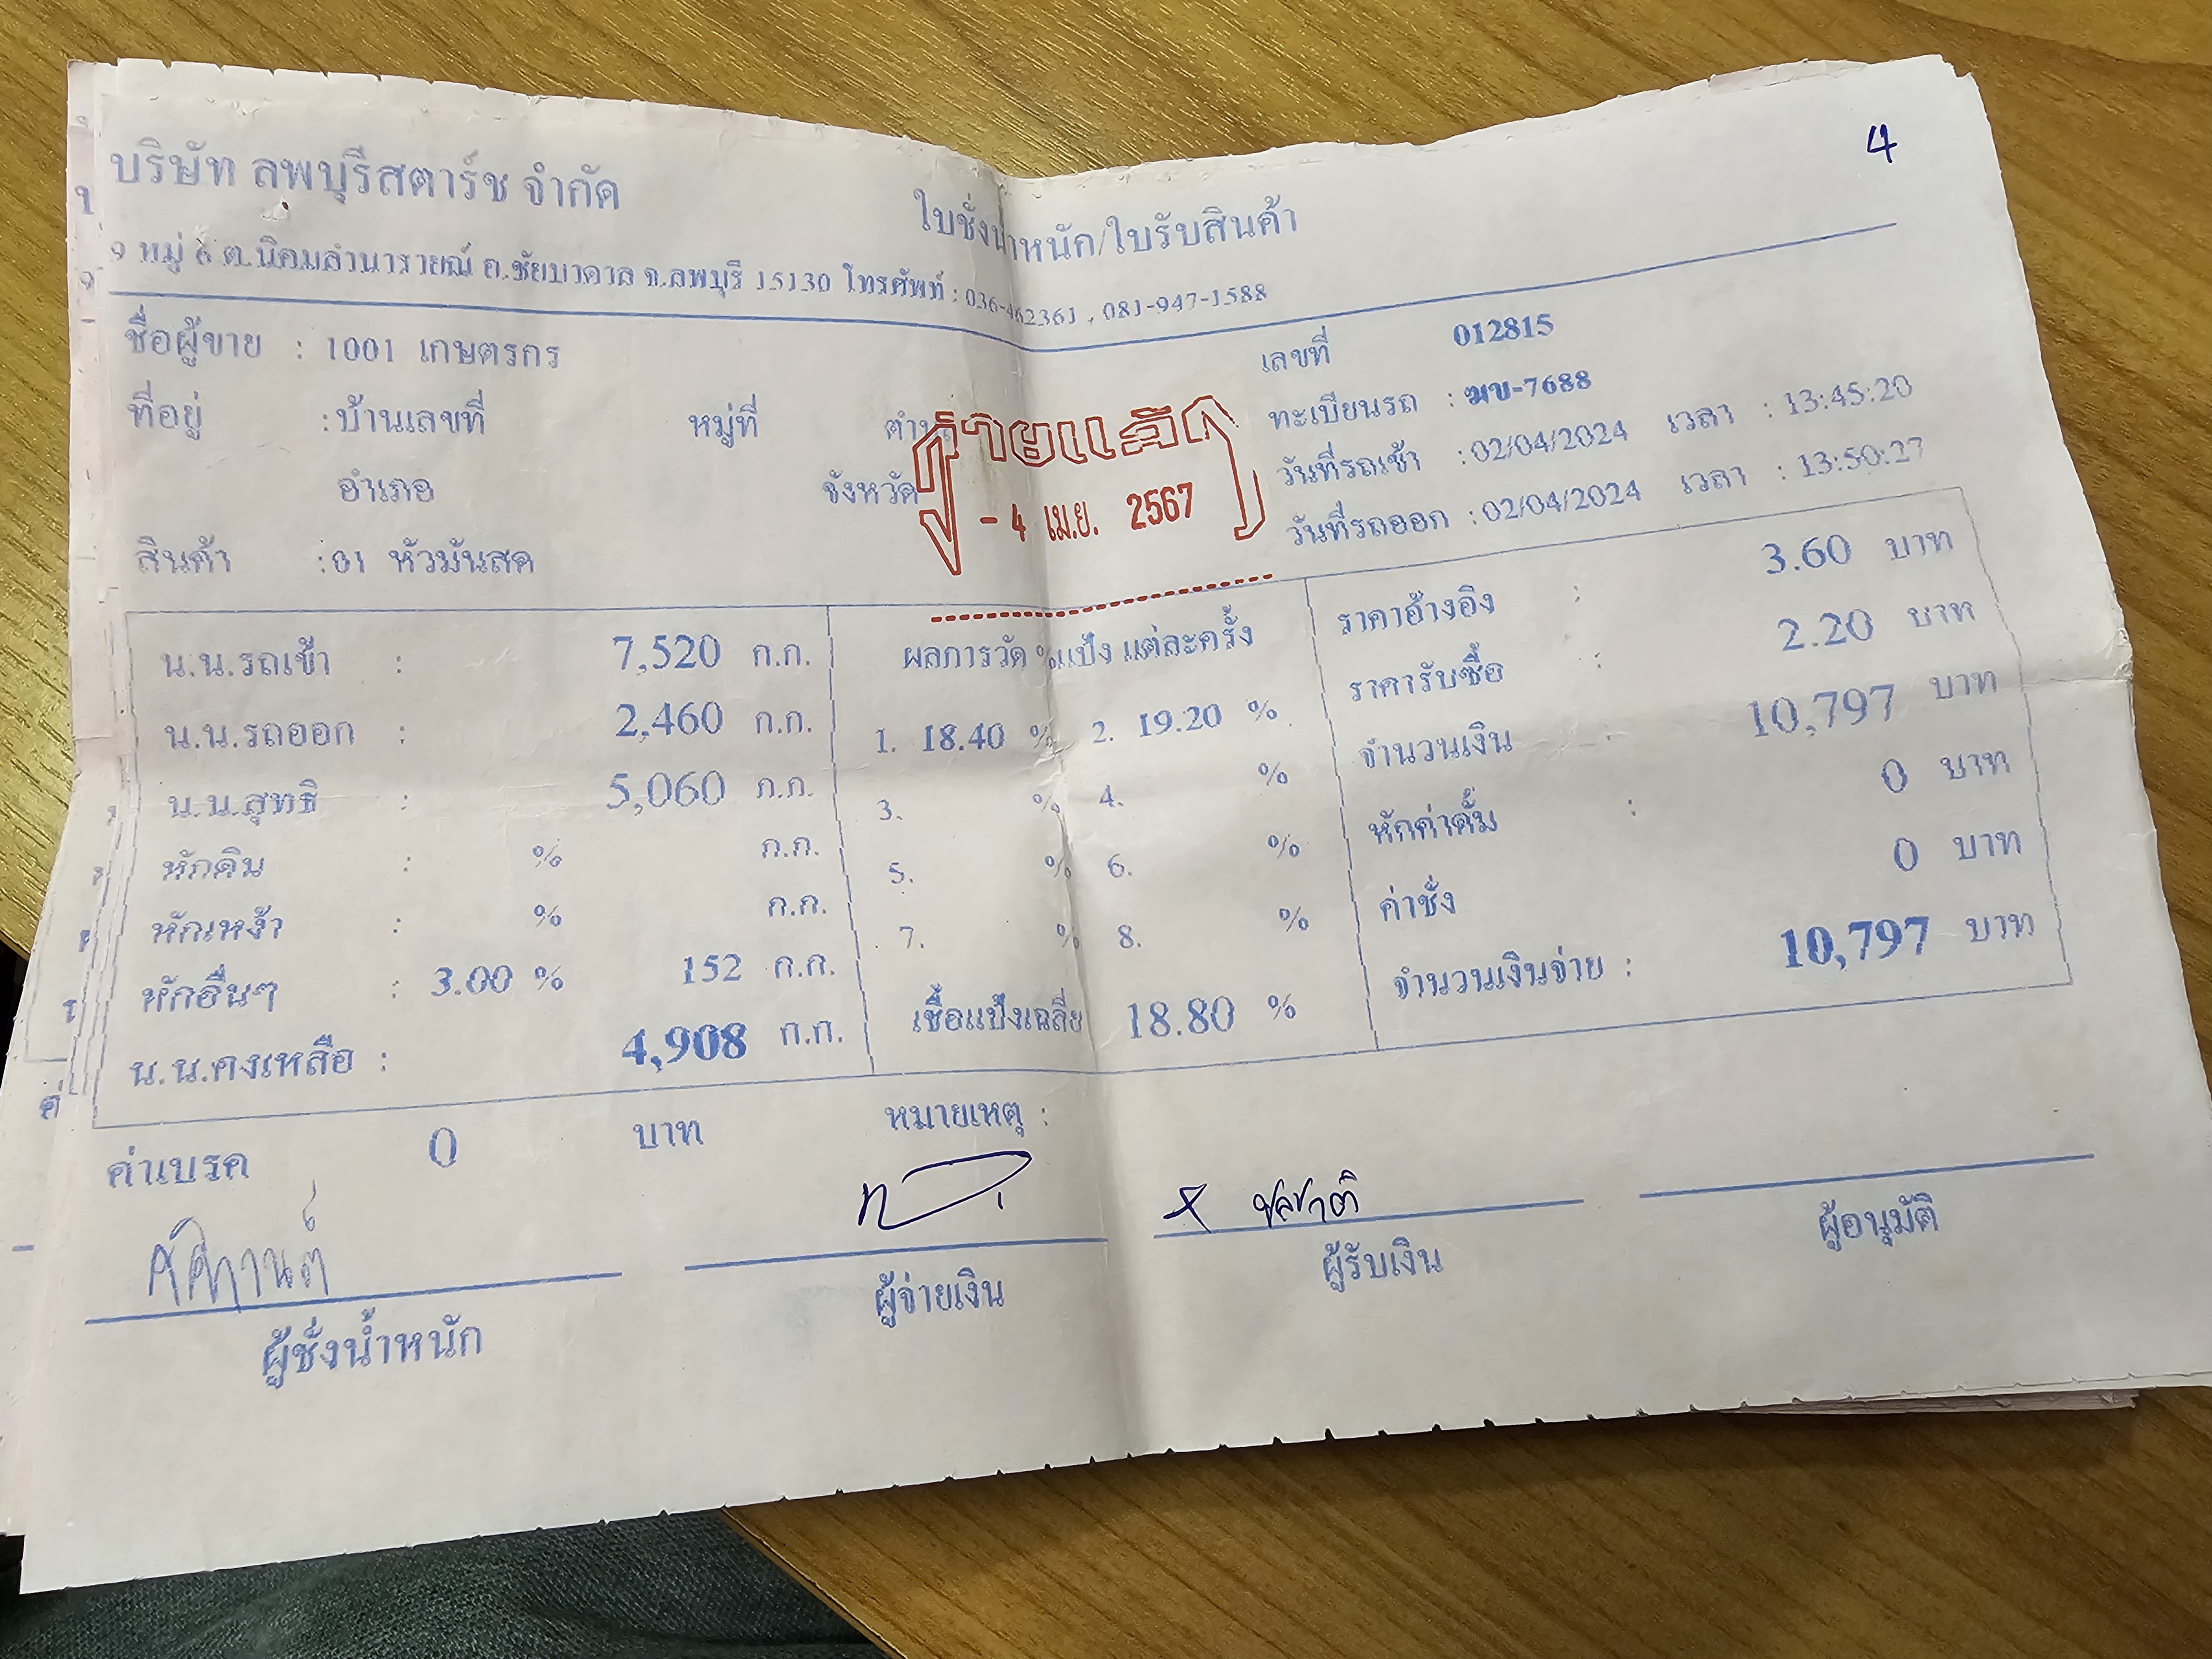 4
บริษัท ลพบุรีสตาร์ช จำกัด
ใบชั่งน้ำหนัก/ใบรับสินค้า
9 หมู่ 6 ต.นิคมลำนารายณ์ อ.ชัยบาดาล จ.ลพบุรี 15130 โทรศัพท์ : 036-462361 , 081-947-1588
ชื่อผู้ขาย : 1001 เกษตรกร
เลขที่ 012815
ที่อยู่ : บ้านเลขที่ หมู่ที่ ตำบล
ทะเบียนรถ : ฆข-7688
อำเภอ จังหวัด
วันที่รถเข้า : 02/04/2024 เวลา : 13:45:20
สินค้า : 01 หัวมันสด
วันที่รถออก : 02/04/2024 เวลา : 13:50:27
จ่ายแล้ว
- 4 เม.ย. 2567
น.น.รถเข้า : 7,520 ก.ก.
น.น.รถออก : 2,460 ก.ก.
น.น.สุทธิ : 5,060 ก.ก.
หักดิน : % ก.ก.
หักเหง้า : % ก.ก.
หักอื่นๆ : 3.00 % 152 ก.ก.
น.น.คงเหลือ : 4,908 ก.ก.
ผลการวัด %แป้ง แต่ละครั้ง
1. 18.40 % 2. 19.20 %
3. % 4. %
5. % 6. %
7. % 8. %
เชื้อแป้งเฉลี่ย 18.80 %
ราคาอ้างอิง : 3.60 บาท
ราคารับซื้อ : 2.20 บาท
จำนวนเงิน : 10,797 บาท
หักค่าดั้ม : 0 บาท
ค่าชั่ง 0 บาท
จำนวนเงินจ่าย : 10,797 บาท
ค่าเบรค 0 บาท
หมายเหตุ :
x ชลชาติ
ผู้ชั่งน้ำหนัก
ผู้จ่ายเงิน
ผู้รับเงิน
ผู้อนุมัติ